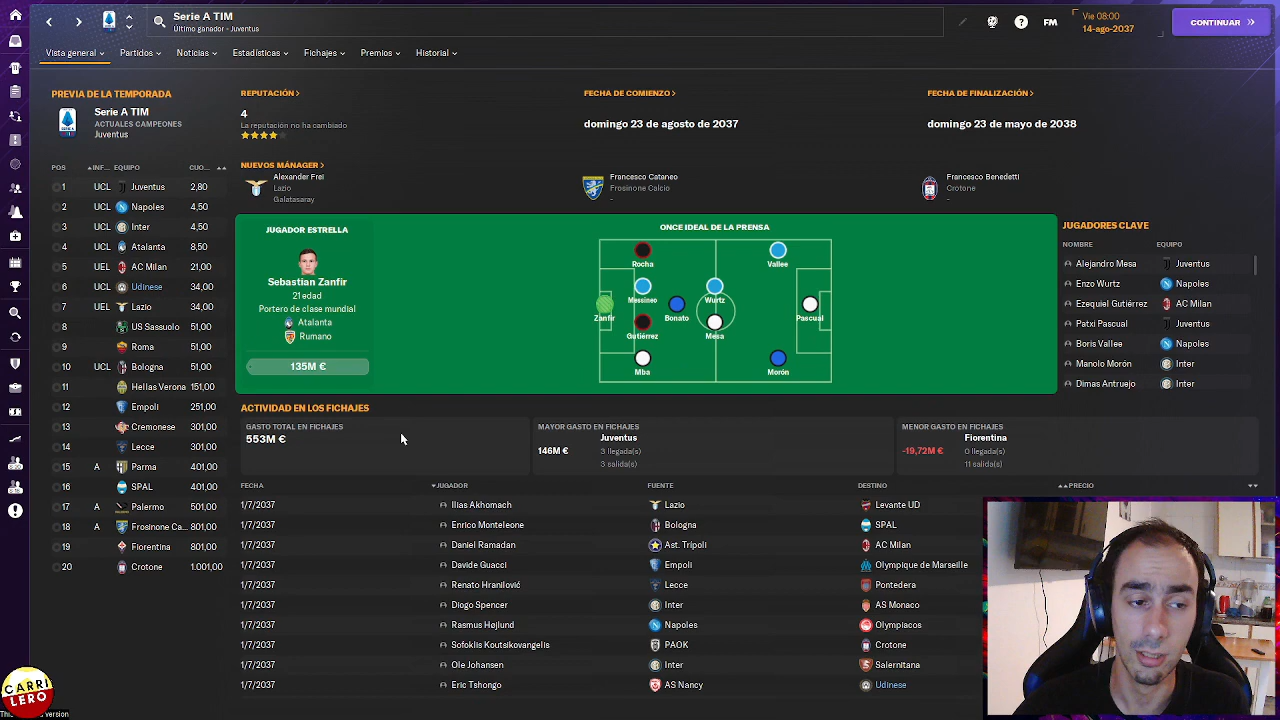 Serie A TIM
Último ganador - Juventus
FM
Vie 08:00
14-ago-2037
CONTINUAR
Vista general
Partidos
Noticias
Estadísticas
Fichajes
Premios
Historial
PREVIA DE LA TEMPORADA
Serie A TIM
ACTUALES CAMPEONES
Juventus
REPUTACIÓN >
4
La reputación no ha cambiado
FECHA DE COMIENZO >
domingo 23 de agosto de 2037
FECHA DE FINALIZACIÓN >
domingo 23 de mayo de 2038
NUEVOS MÁNAGER >
Alexander Frei
Lazio
Galatasaray
Francesco Cataneo
Frosinone Calcio
-
Francesco Benedetti
Crotone
-
POS INF... EQUIPO CUO...
1 UCL Juventus 2,80
2 UCL Napoles 4,50
3 UCL Inter 4,50
4 UCL Atalanta 8,50
5 UEL AC Milan 21,00
6 UCL Udinese 34,00
7 UEL Lazio 34,00
8 UCL US Sassuolo 51,00
9 UCL Roma 51,00
10 UCL Bologna 51,00
11 Hellas Verona 151,00
12 Empoli 251,00
13 Cremonese 301,00
14 Lecce 301,00
15 A Parma 401,00
16 SPAL 401,00
17 A Palermo 401,00
18 A Frosinone Ca... 301,00
19 Fiorentina 801,00
20 Crotone 1.001,00
JUGADOR ESTRELLA
Sebastian Zanfir
21 edad
Portero de clase mundial
Atalanta
Rumano
135M €
ONCE IDEAL DE LA PRENSA
Rocha
Vallee
Messineo
Wurtz
Zanfir
Bonato
Pascual
Gutiérrez
Mesa
Mba
Morón
JUGADORES CLAVE
NOMBRE EQUIPO
Alejandro Mesa Juventus
Enzo Wurtz Napoles
Ezequiel Gutiérrez AC Milan
Patxi Pascual Juventus
Boris Vallee Napoles
Manolo Morón Inter
Dimas Antruejo Inter
ACTIVIDAD EN LOS FICHAJES
GASTO TOTAL EN FICHAJES
553M €
MAYOR GASTO EN FICHAJES
146M €
Juventus
3 llegada(s)
3 salida(s)
MENOR GASTO EN FICHAJES
-19,72M €
Fiorentina
0 llegada(s)
11 salida(s)
FECHA JUGADOR FUENTE DESTINO PRECIO
1/7/2037 Ilias Akhomach Lazio Levante UD
1/7/2037 Enrico Monteleone Bologna SPAL
1/7/2037 Daniel Ramadan Ast. Trípoli AC Milan
1/7/2037 Davide Guacci Empoli Olympique de Marseille
1/7/2037 Renato Hranilović Lecce Pontedera
1/7/2037 Diogo Spencer Inter AS Monaco
1/7/2037 Rasmus Højlund Napoles Olympiacos
1/7/2037 Sofoklis Koutsikovangelis PAOK Crotone
1/7/2037 Ole Johansen Inter Salernitana
1/7/2037 Eric Tehongo AS Nancy Udinese
CARRI
LERO
version